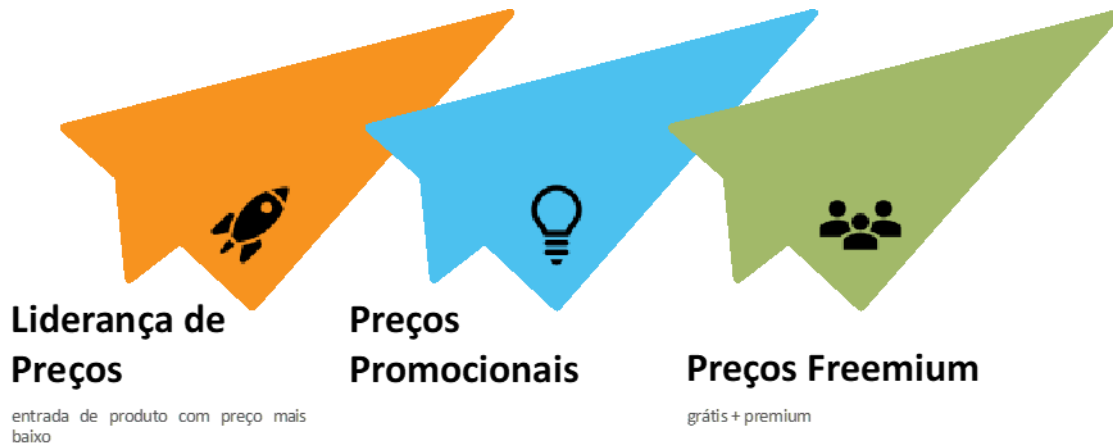 Liderança de
Preços
entrada de produto com preço mais
baixo
Preços
Promocionais
Preços Freemium
grátis + premium